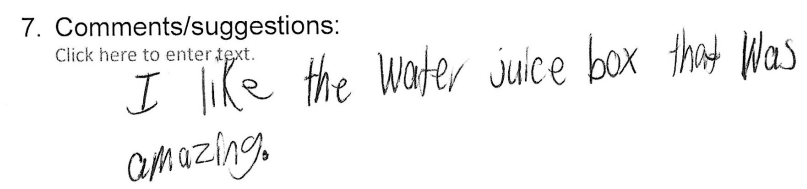 7. Comments/suggestions:
Click here to enter text.
I like the Water juice box that Was
amazing.